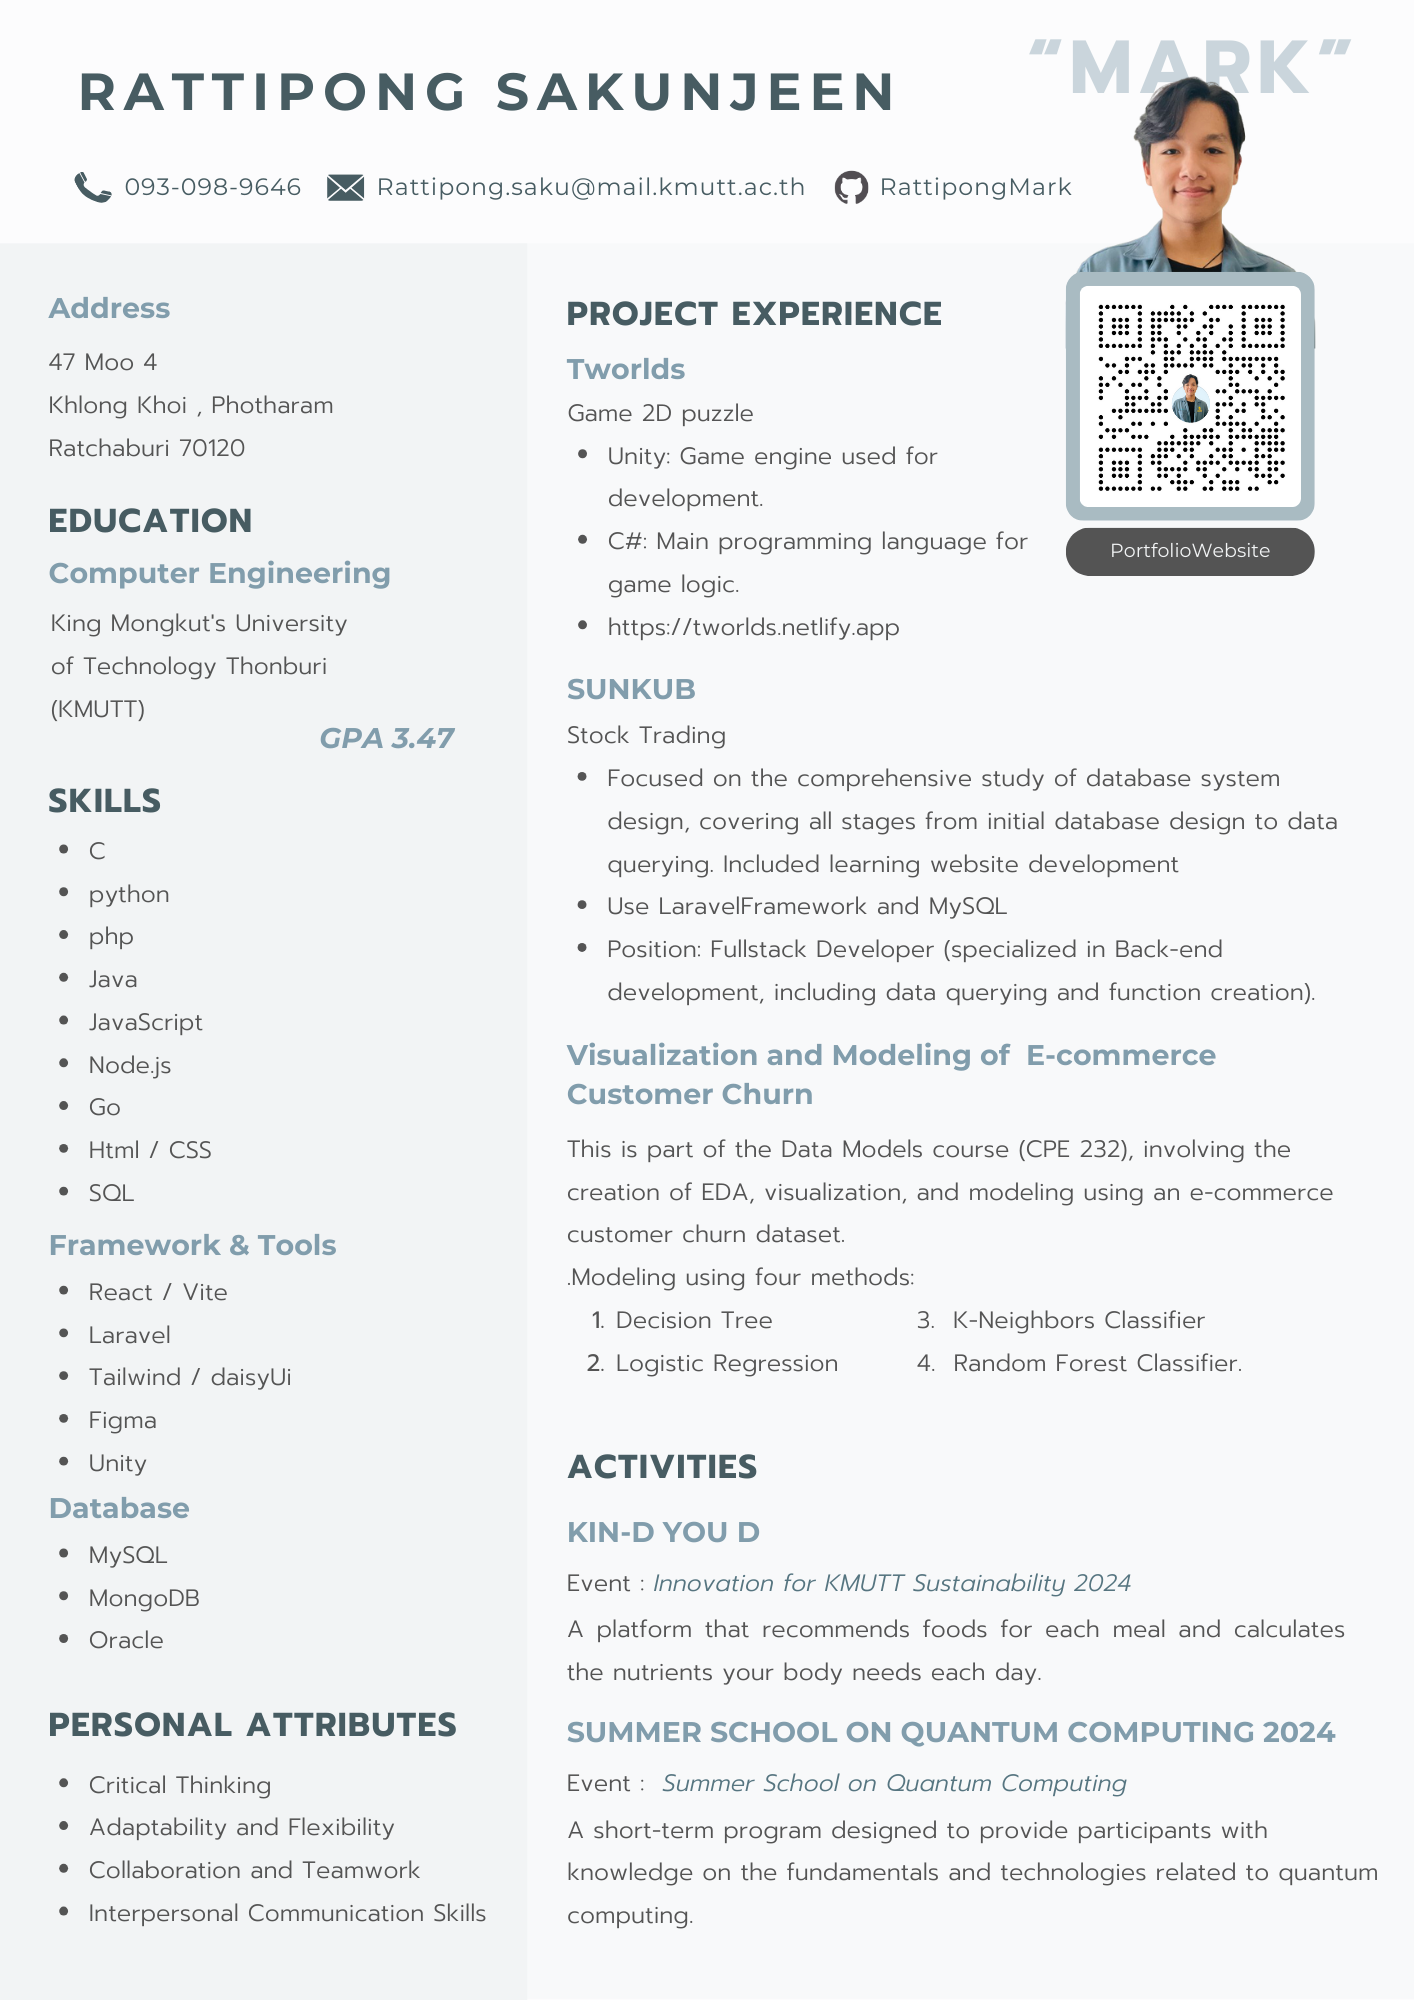 "MARK"
RATTIPONG SAKUNJEEN
093-098-9646 Rattipong.saku@mail.kmutt.ac.th RattipongMark
Address
47 Moo 4
Khlong Khoi , Photharam
Ratchaburi 70120
EDUCATION
Computer Engineering
King Mongkut's University
of Technology Thonburi
(KMUTT)
GPA 3.47
SKILLS
• C
• python
• php
• Java
• JavaScript
• Node.js
• Go
• Html / CSS
• SQL
Framework & Tools
• React / Vite
• Laravel
• Tailwind / daisyUi
• Figma
• Unity
Database
• MySQL
• MongoDB
• Oracle
PERSONAL ATTRIBUTES
• Critical Thinking
• Adaptability and Flexibility
• Collaboration and Teamwork
• Interpersonal Communication Skills
PROJECT EXPERIENCE
Tworlds
Game 2D puzzle
• Unity: Game engine used for
development.
• C#: Main programming language for
game logic.
• https://tworlds.netlify.app
PortfolioWebsite
SUNKUB
Stock Trading
• Focused on the comprehensive study of database system
design, covering all stages from initial database design to data
querying. Included learning website development
• Use LaravelFramework and MySQL
• Position: Fullstack Developer (specialized in Back-end
development, including data querying and function creation).
Visualization and Modeling of E-commerce
Customer Churn
This is part of the Data Models course (CPE 232), involving the
creation of EDA, visualization, and modeling using an e-commerce
customer churn dataset.
.Modeling using four methods:
1. Decision Tree
2. Logistic Regression
3. K-Neighbors Classifier
4. Random Forest Classifier.
ACTIVITIES
KIN-D YOU D
Event : Innovation for KMUTT Sustainability 2024
A platform that recommends foods for each meal and calculates
the nutrients your body needs each day.
SUMMER SCHOOL ON QUANTUM COMPUTING 2024
Event : Summer School on Quantum Computing
A short-term program designed to provide participants with
knowledge on the fundamentals and technologies related to quantum
computing.